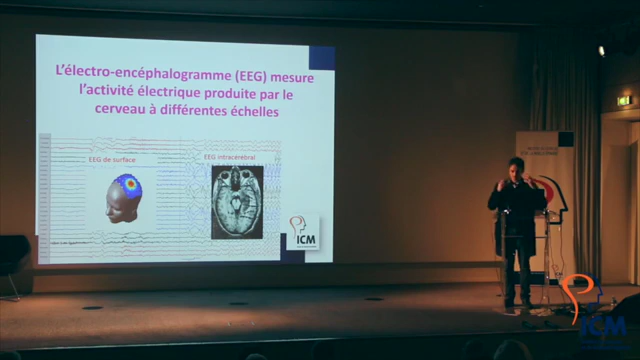 L'électro-encéphalogramme (EEG) mesure
l'activité électrique produite par le
cerveau à différentes échelles
EEG de surface
EEG intracerebral
ICM
ICM